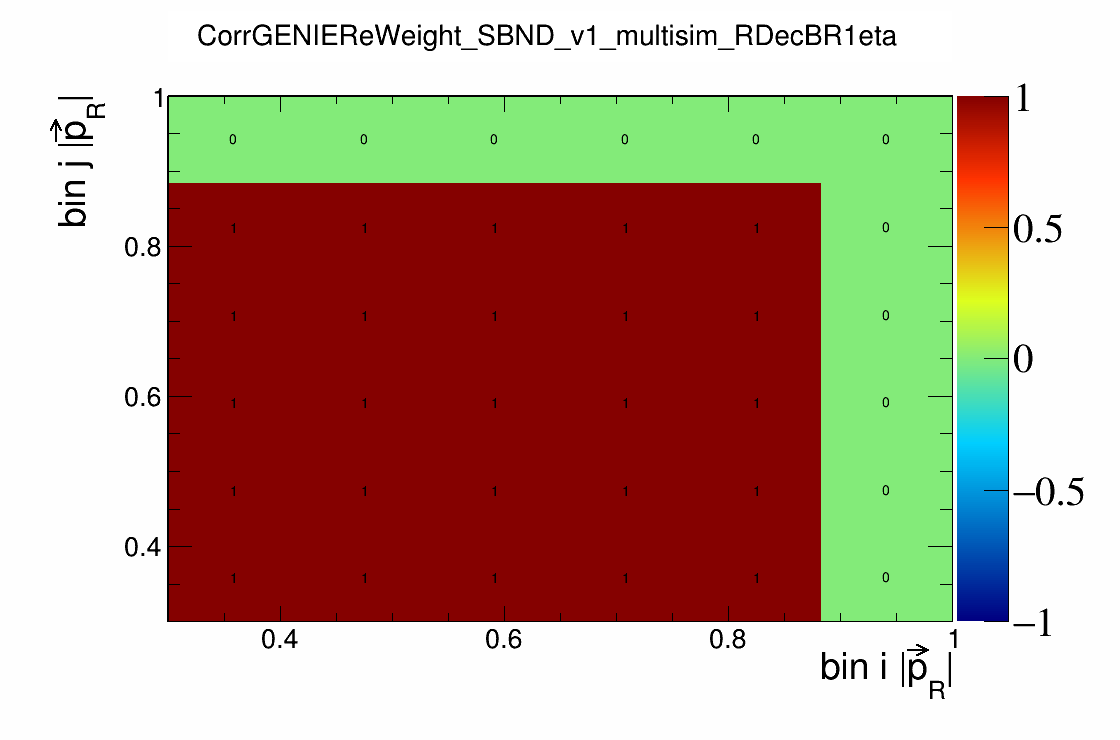 CorrGENIEReWeight_SBND_v1_multisim_RDecBR1eta
bin j |p⃗_R|
1
0.8
0.6
0.4
0 0 0 0 0 0
1 1 1 1 1 0
1 1 1 1 1 0
1 1 1 1 1 0
1 1 1 1 1 0
1 1 1 1 1 0
0.4 0.6 0.8 1
bin i |p⃗_R|
1
0.5
0
−0.5
−1